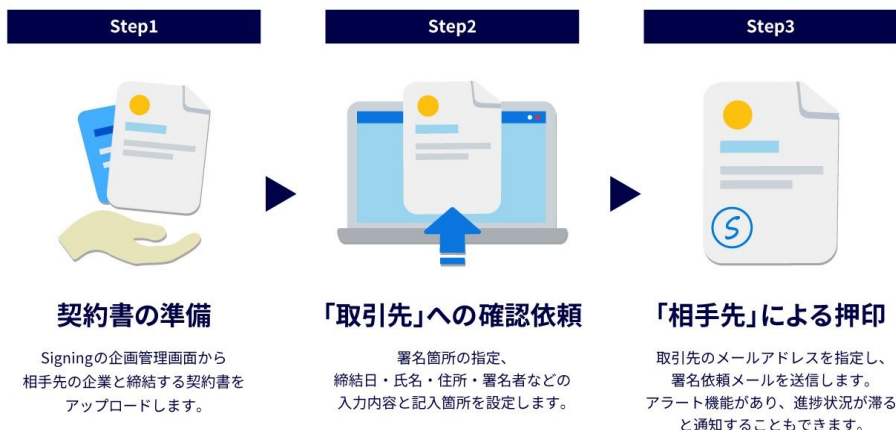 Step1
契約書の準備
Signingの企画管理画面から
相手先の企業と締結する契約書を
アップロードします。
Step2
「取引先」への確認依頼
署名箇所の指定、
締結日・氏名・住所・署名者などの
入力内容と記入箇所を設定します。
Step3
S
「相手先」による押印
取引先のメールアドレスを指定し、
署名依頼メールを送信します。
アラート機能があり、進捗状況が滞る
と通知することもできます。